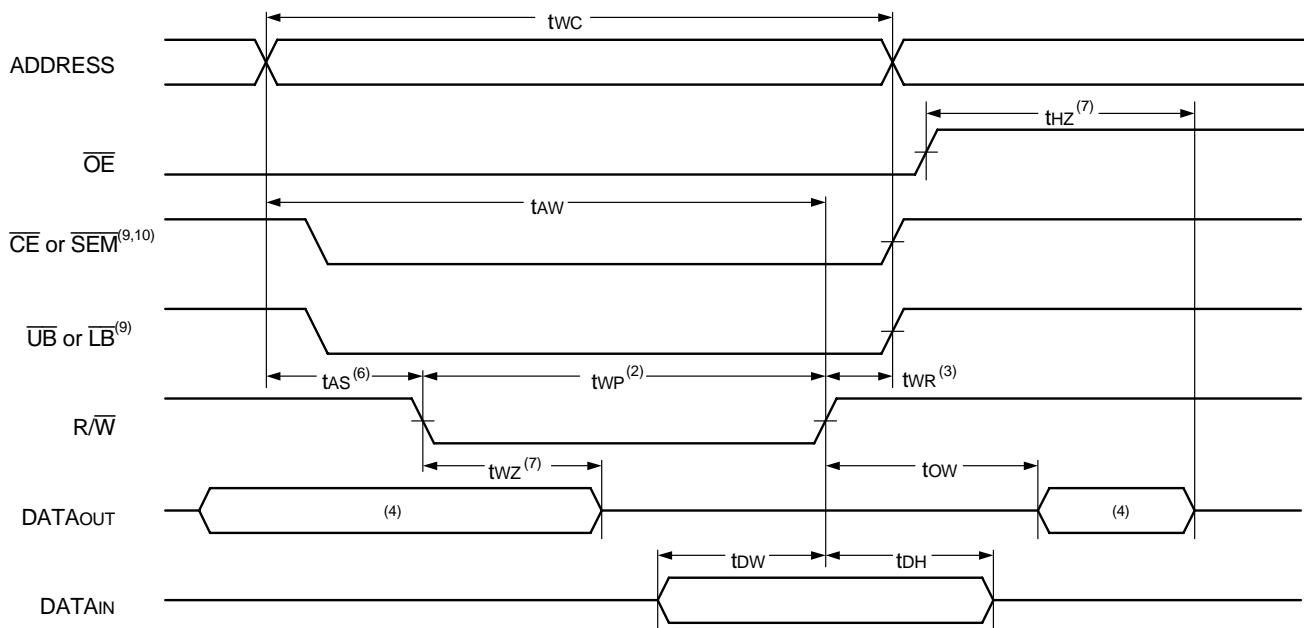 tWC
ADDRESS
tHZ(7)
OE
tAW
CE or SEM(9,10)
UB or LB(9)
tAS(6) tWP(2) tWR(3)
R/W
tWZ(7) tOW
DATAOUT (4) (4)
tDW tDH
DATAIN